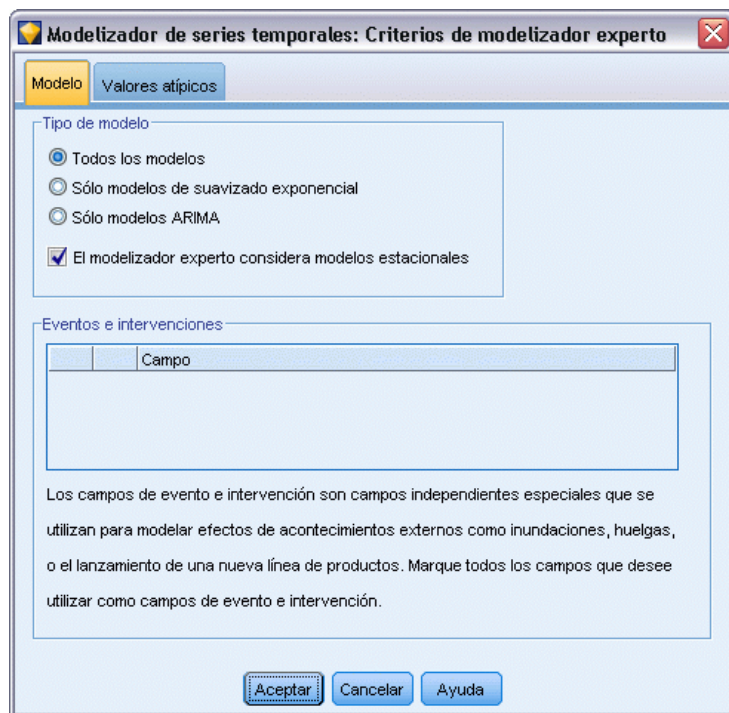 Modelizador de series temporales: Criterios de modelizador experto
Modelo
Valores atípicos
Tipo de modelo
Todos los modelos
Sólo modelos de suavizado exponencial
Sólo modelos ARIMA
El modelizador experto considera modelos estacionales
Eventos e intervenciones
Campo
Los campos de evento e intervención son campos independientes especiales que se
utilizan para modelar efectos de acontecimientos externos como inundaciones, huelgas,
o el lanzamiento de una nueva línea de productos. Marque todos los campos que desee
utilizar como campos de evento e intervención.
Aceptar
Cancelar
Ayuda